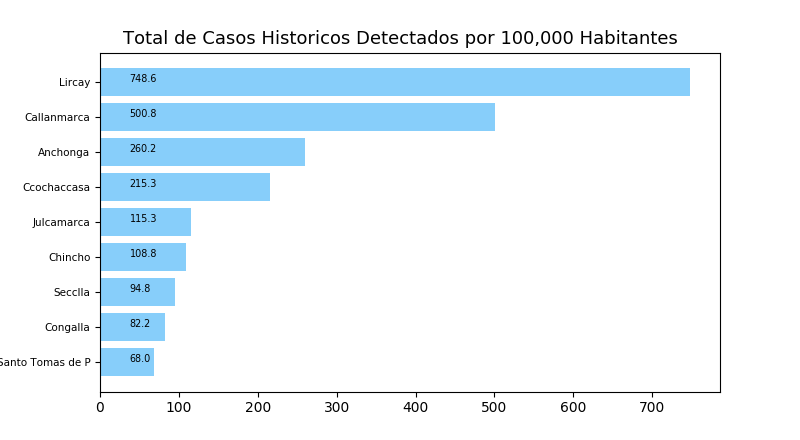 Total de Casos Historicos Detectados por 100,000 Habitantes
Lircay 748.6
Callanmarca 500.8
Anchonga 260.2
Ccochaccasa 215.3
Julcamarca 115.3
Chincho 108.8
Secclla 94.8
Congalla 82.2
Santo Tomas de P 68.0
0 100 200 300 400 500 600 700